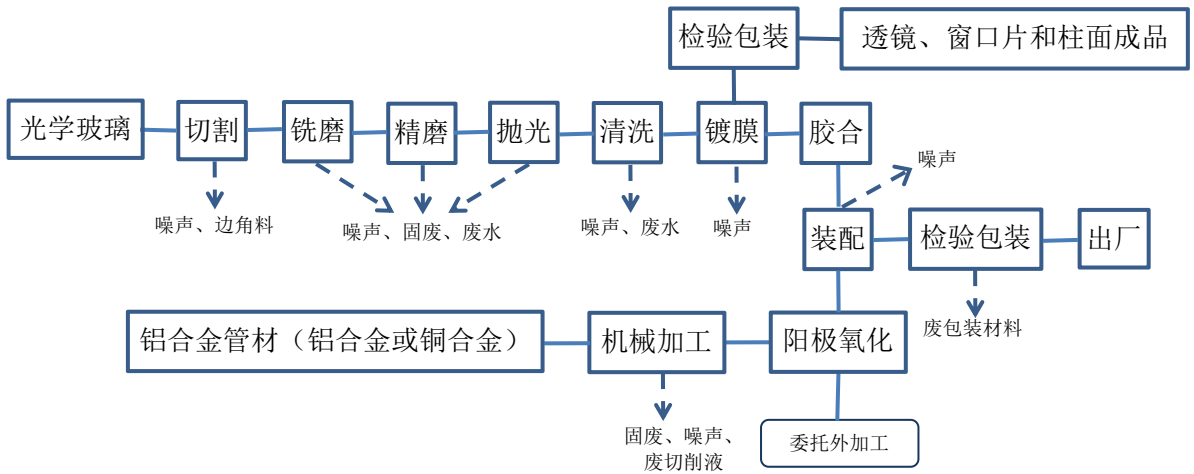 检验包装
透镜、窗口片和柱面成品
光学玻璃
切割
铣磨
精磨
抛光
清洗
镀膜
胶合
噪声
噪声、边角料
噪声、固废、废水
噪声、废水
噪声
装配
检验包装
出厂
废包装材料
铝合金管材（铝合金或铜合金）
机械加工
阳极氧化
固废、噪声、
废切削液
委托外加工